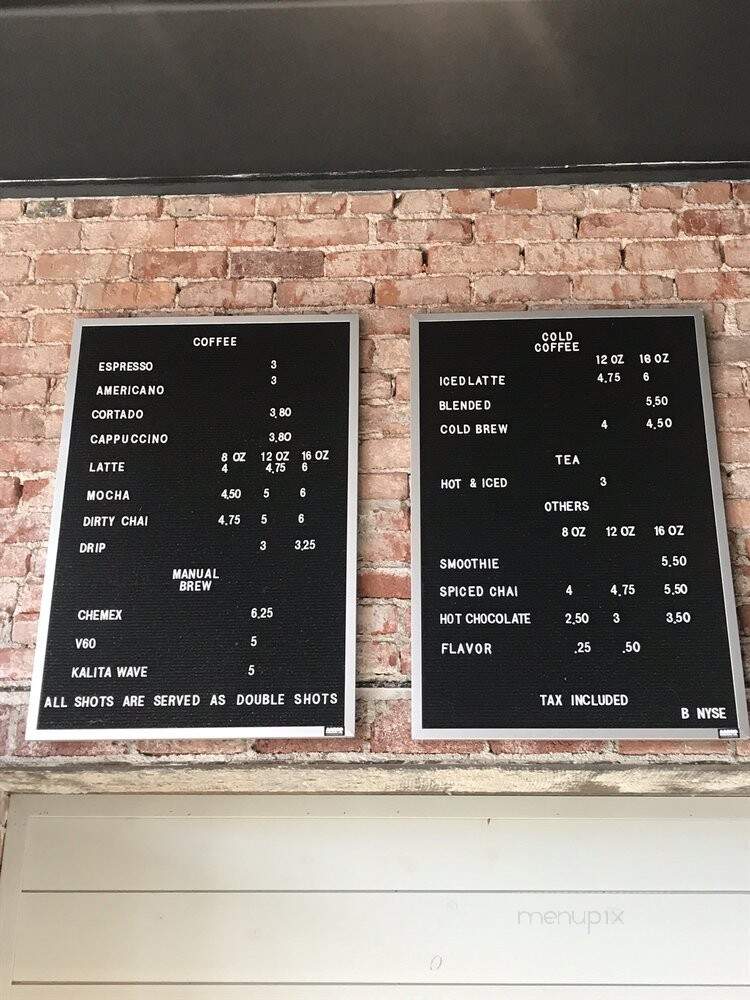 COFFEE
ESPRESSO 3
AMERICANO 3
CORTADO 3.80
CAPPUCCINO 3.80
8 OZ 12 OZ 16 OZ
LATTE 4 4.75 6
MOCHA 4.50 5 6
DIRTY CHAI 4.75 5 6
DRIP 3 3.25
MANUAL
BREW
CHEMEX 6.25
V60 5
KALITA WAVE 5
ALL SHOTS ARE SERVED AS DOUBLE SHOTS
COLD
COFFEE
12 OZ 16 OZ
ICED LATTE 4.75 6
BLENDED 5.50
COLD BREW 4 4.50
TEA
HOT & ICED 3
OTHERS
8 OZ 12 OZ 16 OZ
SMOOTHIE 5.50
SPICED CHAI 4 4.75 5.50
HOT CHOCOLATE 2.50 3 3.50
FLAVOR .25 .50
TAX INCLUDED
B NYSE
menupix